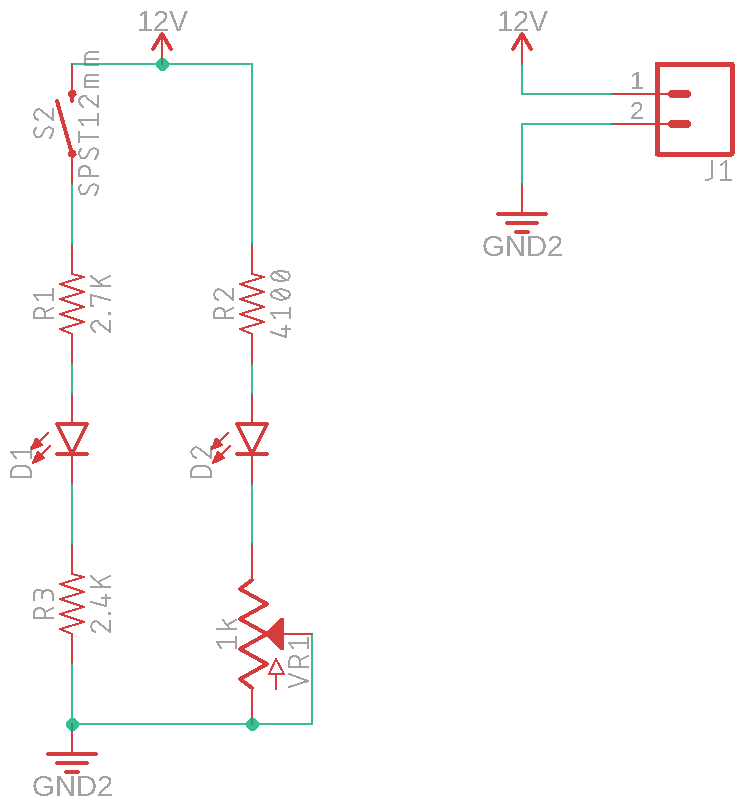 12V
12V
S2
SPST12mm
1
2
J1
GND2
R1
2.7K
R2
4100
D1
D2
R3
2.4K
1k
VR1
GND2